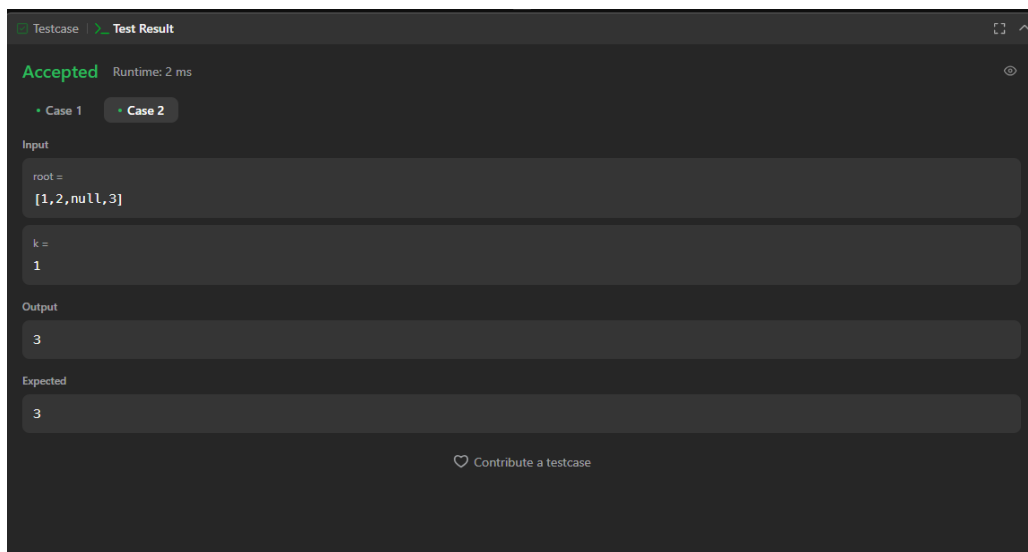 Testcase | >_ Test Result
Accepted Runtime: 2 ms
• Case 1 • Case 2
Input
root =
[1,2,null,3]
k =
1
Output
3
Expected
3
Contribute a testcase